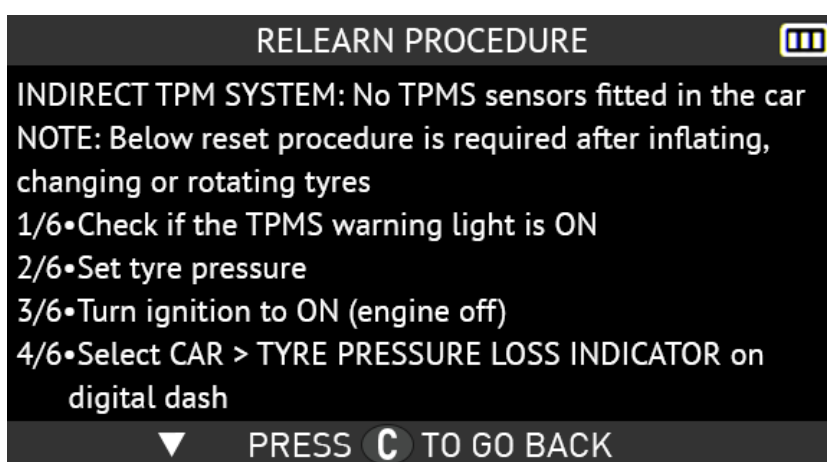 RELEARN PROCEDURE
INDIRECT TPM SYSTEM: No TPMS sensors fitted in the car
NOTE: Below reset procedure is required after inflating,
changing or rotating tyres
1/6•Check if the TPMS warning light is ON
2/6•Set tyre pressure
3/6•Turn ignition to ON (engine off)
4/6•Select CAR > TYRE PRESSURE LOSS INDICATOR on
digital dash
▼ PRESS C TO GO BACK